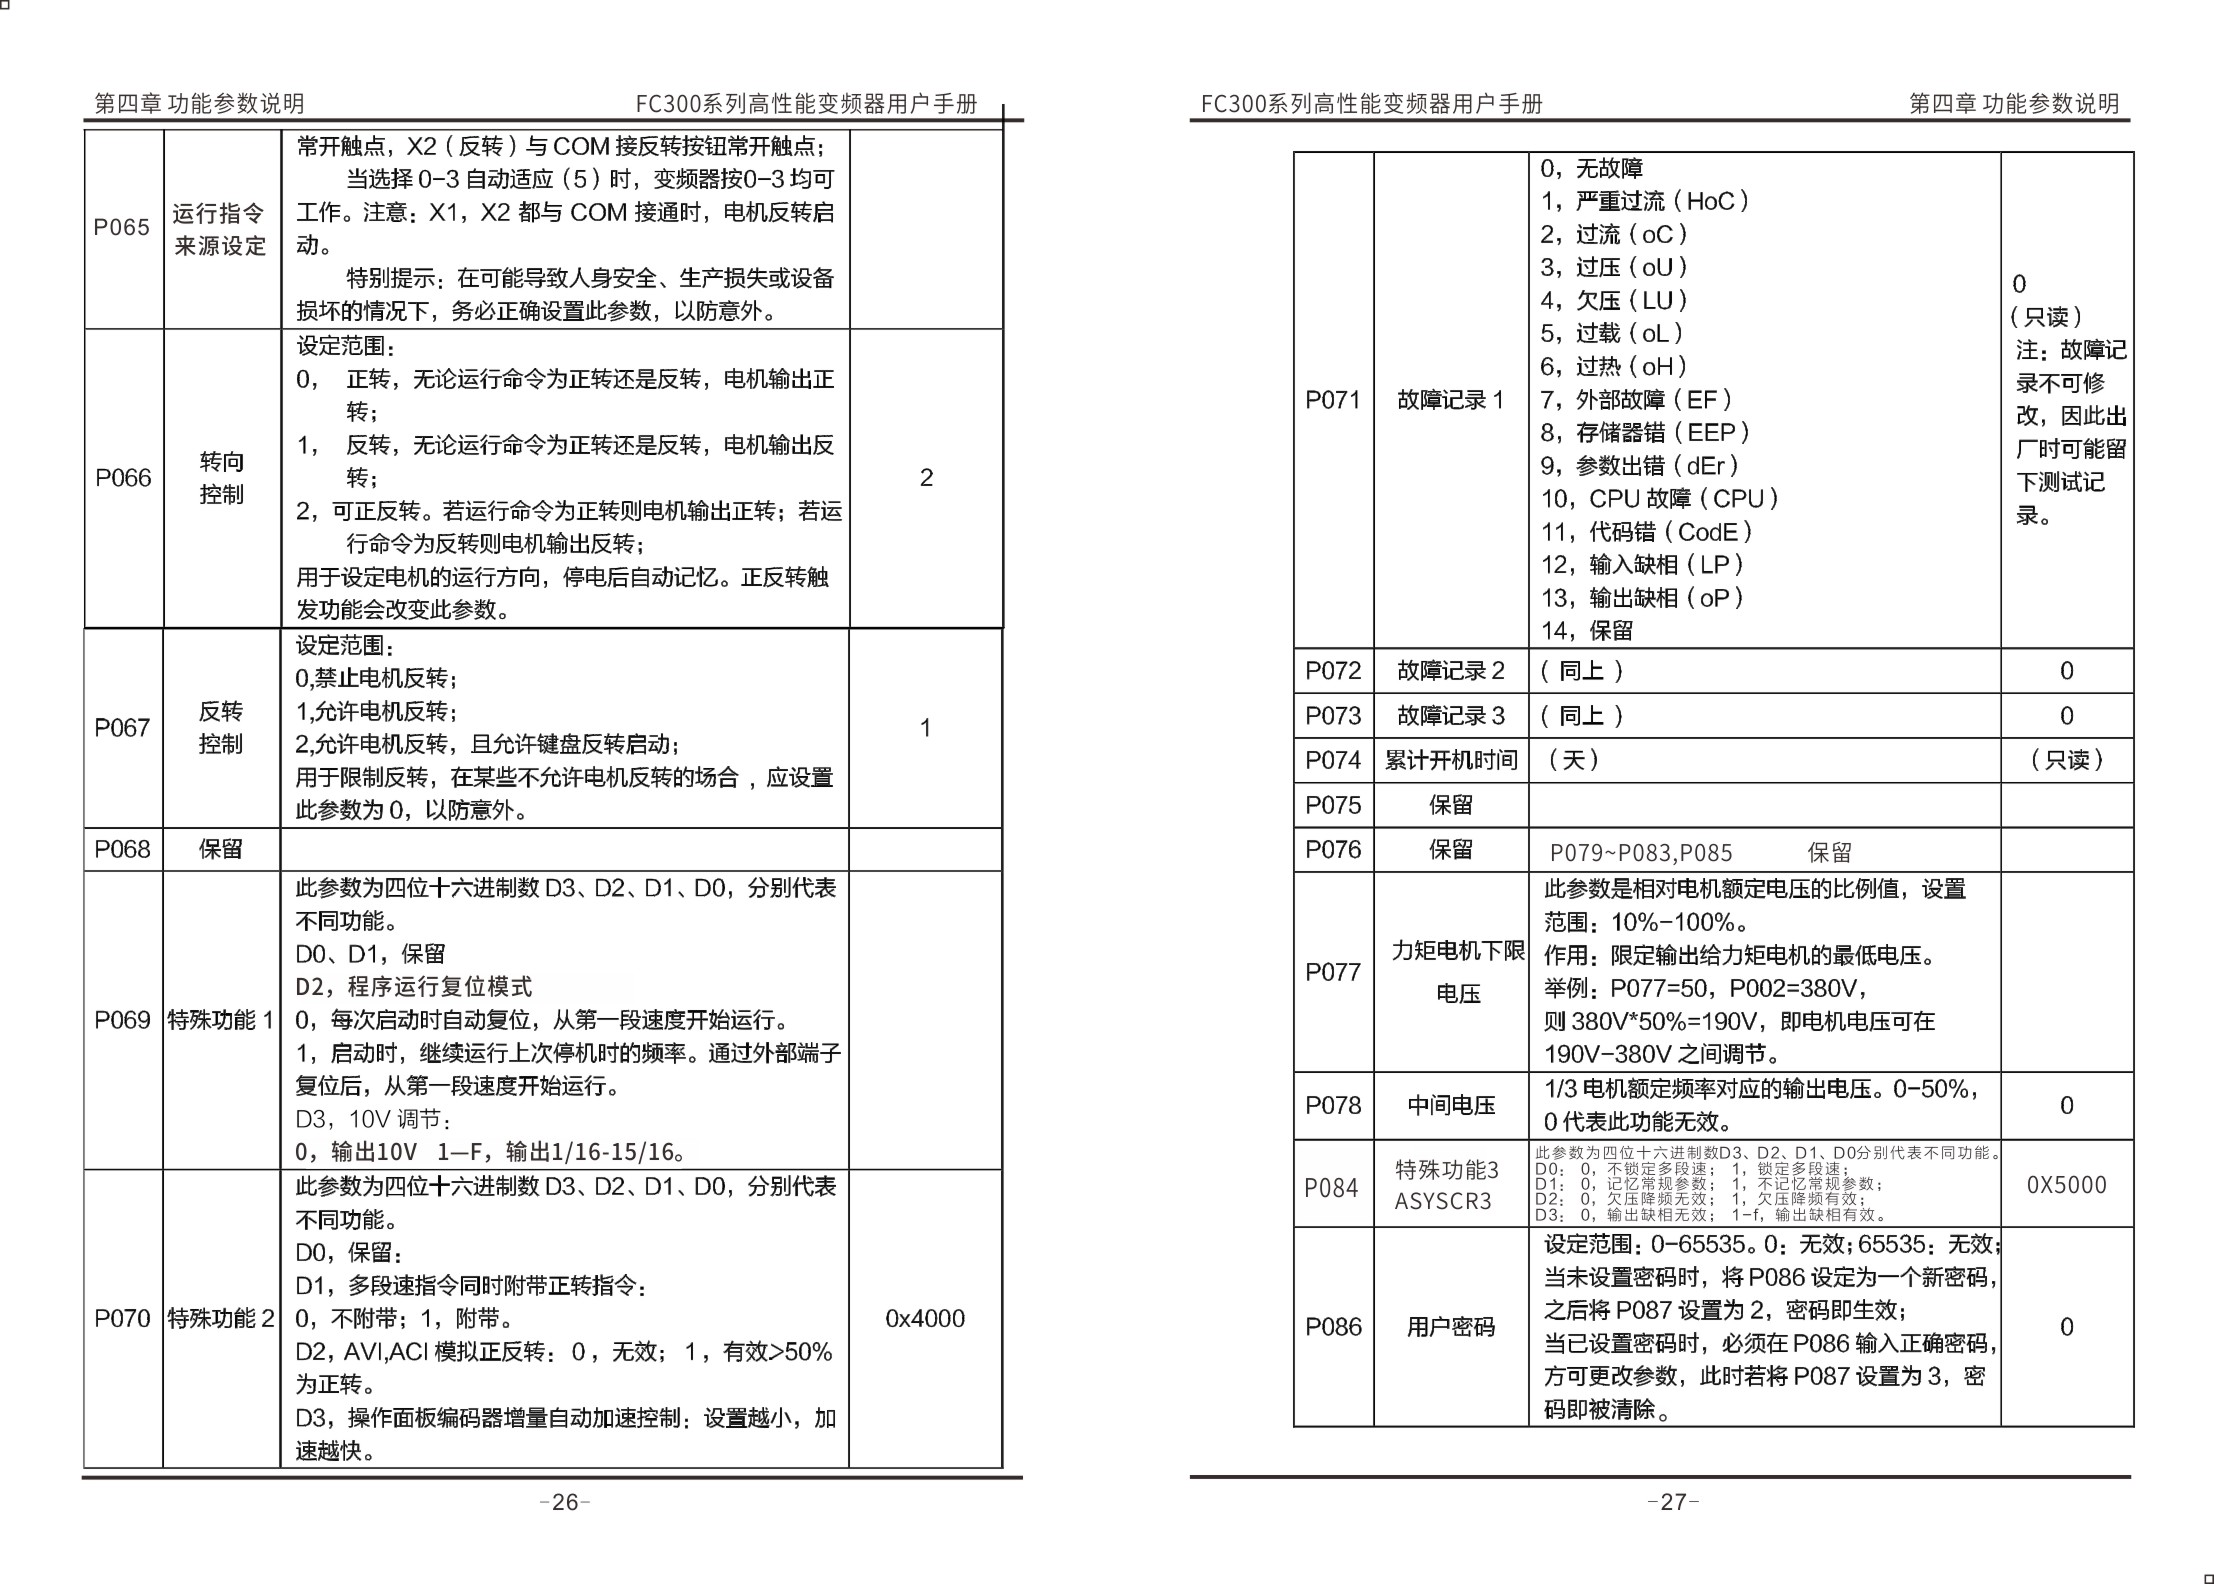 第四章 功能参数说明 FC300系列高性能变频器用户手册
P065
运行指令
来源设定
常开触点，X2（反转）与 COM 接反转按钮常开触点；
当选择 0-3 自动适应（5）时，变频器按0-3 均可
工作。注意：X1，X2 都与 COM 接通时，电机反转启
动。
特别提示：在可能导致人身安全、生产损失或设备
损坏的情况下，务必正确设置此参数，以防意外。
P066
转向
控制
设定范围：
0， 正转，无论运行命令为正转还是反转，电机输出正
转；
1， 反转，无论运行命令为正转还是反转，电机输出反
转；
2，可正反转。若运行命令为正转则电机输出正转；若运
行命令为反转则电机输出反转；
用于设定电机的运行方向，停电后自动记忆。正反转触
发功能会改变此参数。
2
P067
反转
控制
设定范围：
0,禁止电机反转；
1,允许电机反转；
2,允许电机反转，且允许键盘反转启动；
用于限制反转，在某些不允许电机反转的场合，应设置
此参数为 0，以防意外。
1
P068 保留
P069 特殊功能 1
此参数为四位十六进制数 D3、D2、D1、D0，分别代表
不同功能。
D0、D1，保留
D2，程序运行复位模式
0，每次启动时自动复位，从第一段速度开始运行。
1，启动时，继续运行上次停机时的频率。通过外部端子
复位后，从第一段速度开始运行。
D3，10V 调节：
0，输出10V 1—F，输出1/16-15/16。
P070 特殊功能 2
此参数为四位十六进制数 D3、D2、D1、D0，分别代表
不同功能。
D0，保留：
D1，多段速指令同时附带正转指令：
0，不附带；1，附带。
D2，AVI,ACI 模拟正反转：0，无效；1，有效>50%
为正转。
D3，操作面板编码器增量自动加速控制：设置越小，加
速越快。
0x4000
-26-
FC300系列高性能变频器用户手册 第四章 功能参数说明
P071 故障记录 1
0，无故障
1，严重过流（HoC）
2，过流（oC）
3，过压（oU）
4，欠压（LU）
5，过载（oL）
6，过热（oH）
7，外部故障（EF）
8，存储器错（EEP）
9，参数出错（dEr）
10，CPU 故障（CPU）
11，代码错（CodE）
12，输入缺相（LP）
13，输出缺相（oP）
14，保留
0
（只读）
注：故障记
录不可修
改，因此出
厂时可能留
下测试记
录。
P072 故障记录 2 （ 同上 ） 0
P073 故障记录 3 （ 同上 ） 0
P074 累计开机时间 （天） （只读）
P075 保留
P076 保留 P079~P083,P085 保留
P077
力矩电机下限
电压
此参数是相对电机额定电压的比例值，设置
范围：10%-100%。
作用：限定输出给力矩电机的最低电压。
举例：P077=50，P002=380V，
则 380V*50%=190V，即电机电压可在
190V-380V 之间调节。
P078 中间电压
1/3 电机额定频率对应的输出电压。0-50%，
0 代表此功能无效。
0
P084
特殊功能3
ASYSCR3
此参数为四位十六进制数D3、D2、D1、D0分别代表不同功能。
D0： 0，不锁定多段速； 1，锁定多段速；
D1： 0，记忆常规参数； 1，不记忆常规参数；
D2： 0，欠压降频无效； 1，欠压降频有效；
D3： 0，输出缺相无效； 1-f，输出缺相有效。
0X5000
P086 用户密码
设定范围：0-65535。0：无效；65535：无效；
当未设置密码时，将 P086 设定为一个新密码，
之后将 P087 设置为 2，密码即生效；
当已设置密码时，必须在 P086 输入正确密码，
方可更改参数，此时若将 P087 设置为 3，密
码即被清除。
0
-27-